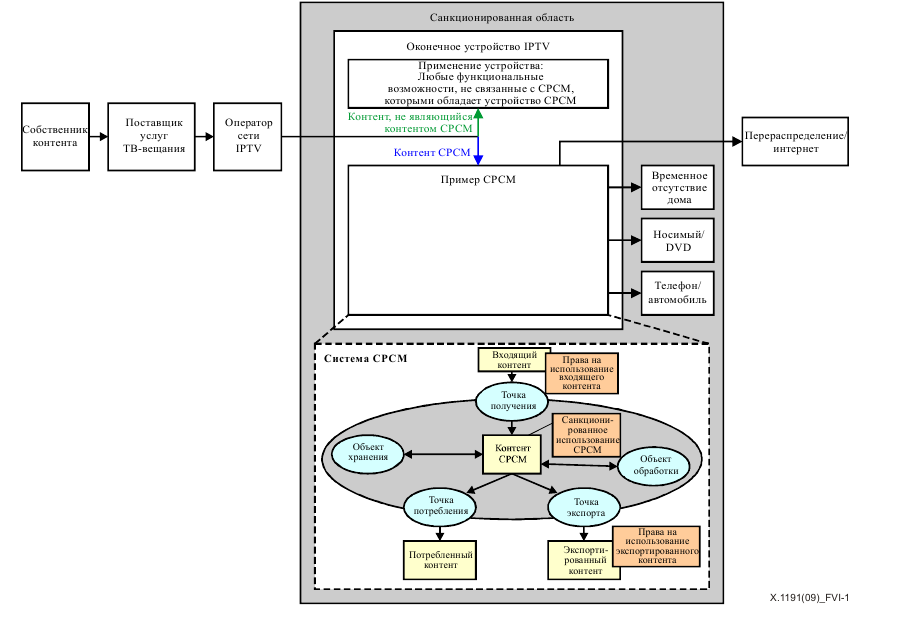 Санкционированная область
Оконечное устройство IPTV
Применение устройства:
Любые функциональные
возможности, не связанные с CPCM,
которыми обладает устройство CPCM
Собственник
контента
Поставщик
услуг
ТВ-вещания
Оператор
сети
IPTV
Контент, не являющийся
контентом CPCM
Контент CPCM
Перераспределение/
интернет
Пример CPCM
Временное
отсутствие
дома
Носимый/
DVD
Телефон/
автомобиль
Система CPCM
Входящий
контент
Права на
использование
входящего
контента
Точка
получения
Санкциони-
рованное
использование
CPCM
Объект
хранения
Контент
CPCM
Объект
обработки
Точка
потребления
Точка
экспорта
Потребленный
контент
Экспорти-
рованный
контент
Права на
использование
экспортированного
контента
X.1191(09)_FVI-1